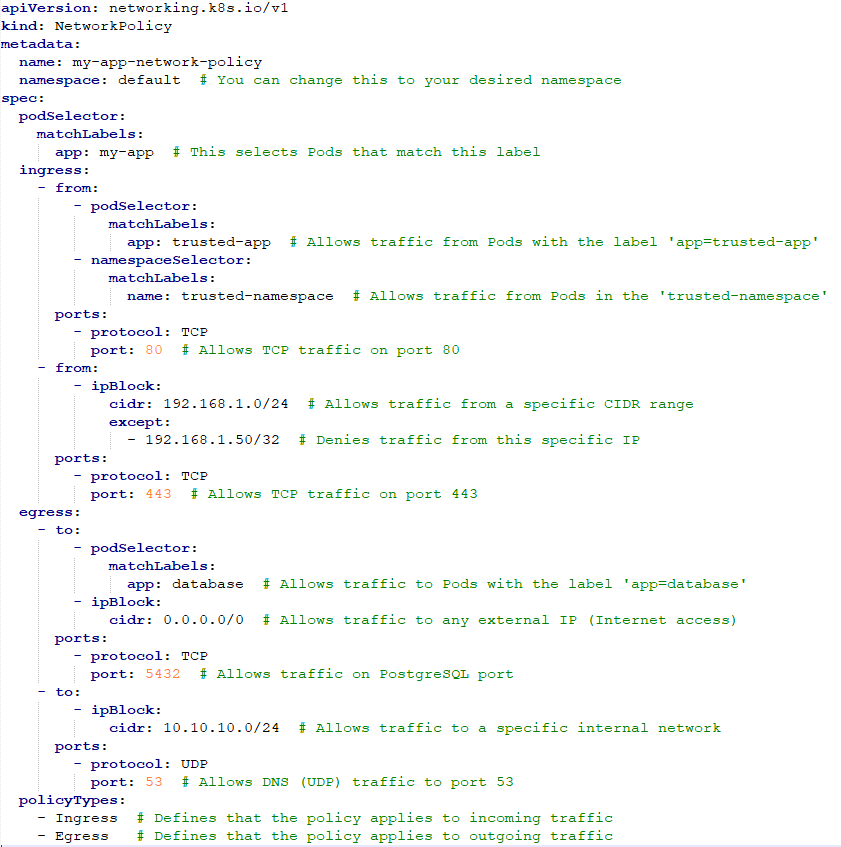 apiVersion: networking.k8s.io/v1
kind: NetworkPolicy
metadata:
  name: my-app-network-policy
  namespace: default  # You can change this to your desired namespace
spec:
  podSelector:
    matchLabels:
      app: my-app  # This selects Pods that match this label
  ingress:
    - from:
        - podSelector:
            matchLabels:
              app: trusted-app  # Allows traffic from Pods with the label 'app=trusted-app'
        - namespaceSelector:
            matchLabels:
              name: trusted-namespace  # Allows traffic from Pods in the 'trusted-namespace'
      ports:
        - protocol: TCP
          port: 80  # Allows TCP traffic on port 80
    - from:
        - ipBlock:
            cidr: 192.168.1.0/24  # Allows traffic from a specific CIDR range
            except:
              - 192.168.1.50/32  # Denies traffic from this specific IP
      ports:
        - protocol: TCP
          port: 443  # Allows TCP traffic on port 443
  egress:
    - to:
        - podSelector:
            matchLabels:
              app: database  # Allows traffic to Pods with the label 'app=database'
        - ipBlock:
            cidr: 0.0.0.0/0  # Allows traffic to any external IP (Internet access)
      ports:
        - protocol: TCP
          port: 5432  # Allows traffic on PostgreSQL port
    - to:
        - ipBlock:
            cidr: 10.10.10.0/24  # Allows traffic to a specific internal network
      ports:
        - protocol: UDP
          port: 53  # Allows DNS (UDP) traffic to port 53
  policyTypes:
    - Ingress  # Defines that the policy applies to incoming traffic
    - Egress   # Defines that the policy applies to outgoing traffic